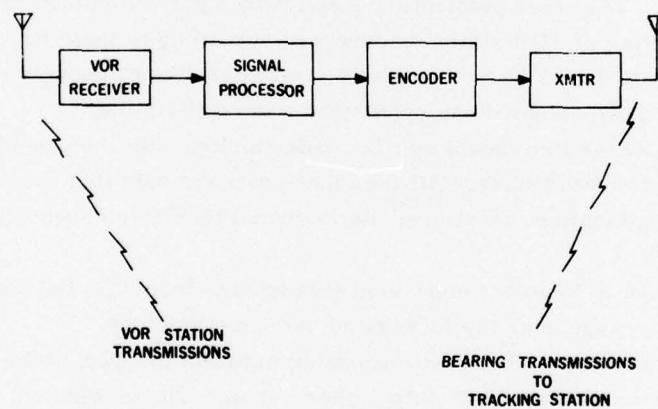 VOR
RECEIVER
SIGNAL
PROCESSOR
ENCODER
XMTR
VOR STATION
TRANSMISSIONS
BEARING TRANSMISSIONS
TO
TRACKING STATION